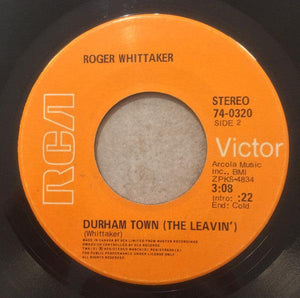 ROGER WHITTAKER
RCA
STEREO
74-0320
SIDE 2
Victor
Arcola Music
Inc., BMI
ZPKS-4834
3:08
Intro: :22
End: Cold
DURHAM TOWN (THE LEAVIN')
(Whittaker)